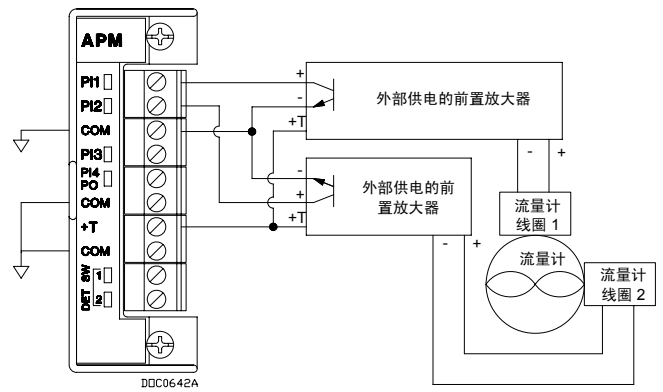 APM
PI1
PI2
COM
PI3
PI4
PO
COM
+T
COM
SW 1
DET 2
DOC0642A
+
-
+T
外部供电的前置放大器
- +
-
+
+T
外部供电的前
置放大器
- +
流量计
线圈 1
流量计
流量计
线圈 2